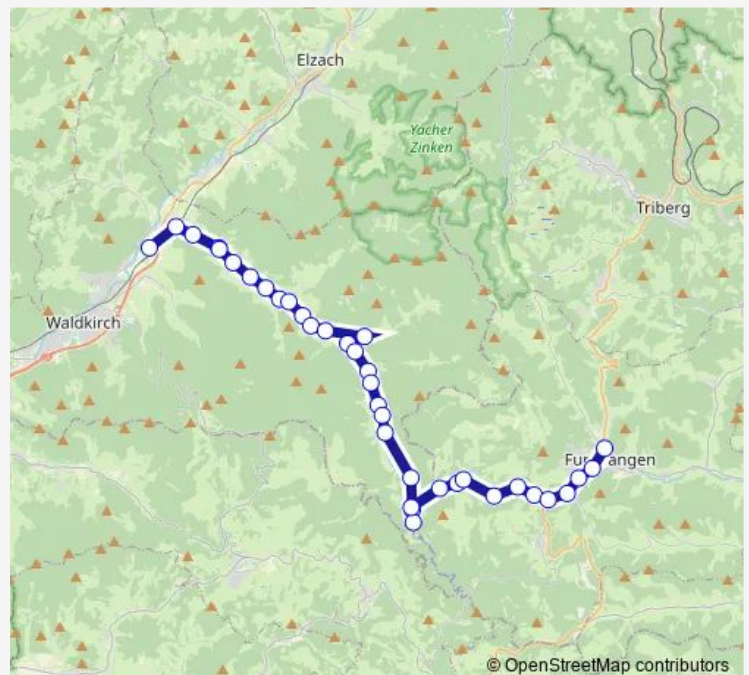 Elzach
Yacher
Zinken
Triberg
Waldkirch
© OpenStreetMap contributors